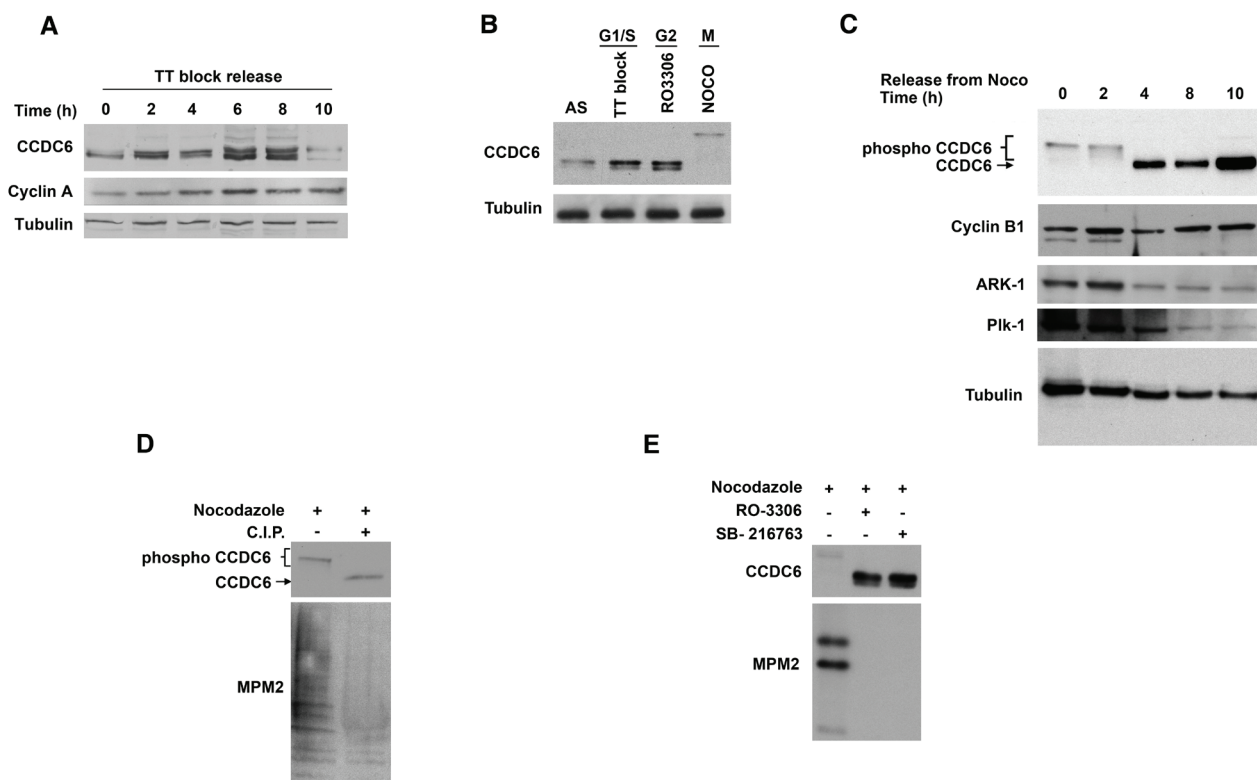 A
TT block release
Time (h) 0 2 4 6 8 10
CCDC6
Cyclin A
Tubulin
B
G1/S G2 M
AS TT block RO3306 NOCO
CCDC6
Tubulin
C
Release from Noco
Time (h) 0 2 4 8 10
phospho CCDC6
CCDC6
Cyclin B1
ARK-1
Plk-1
Tubulin
D
Nocodazole + +
C.I.P. - +
phospho CCDC6
CCDC6
MPM2
E
Nocodazole + + +
RO-3306 - + -
SB- 216763 - - +
CCDC6
MPM2